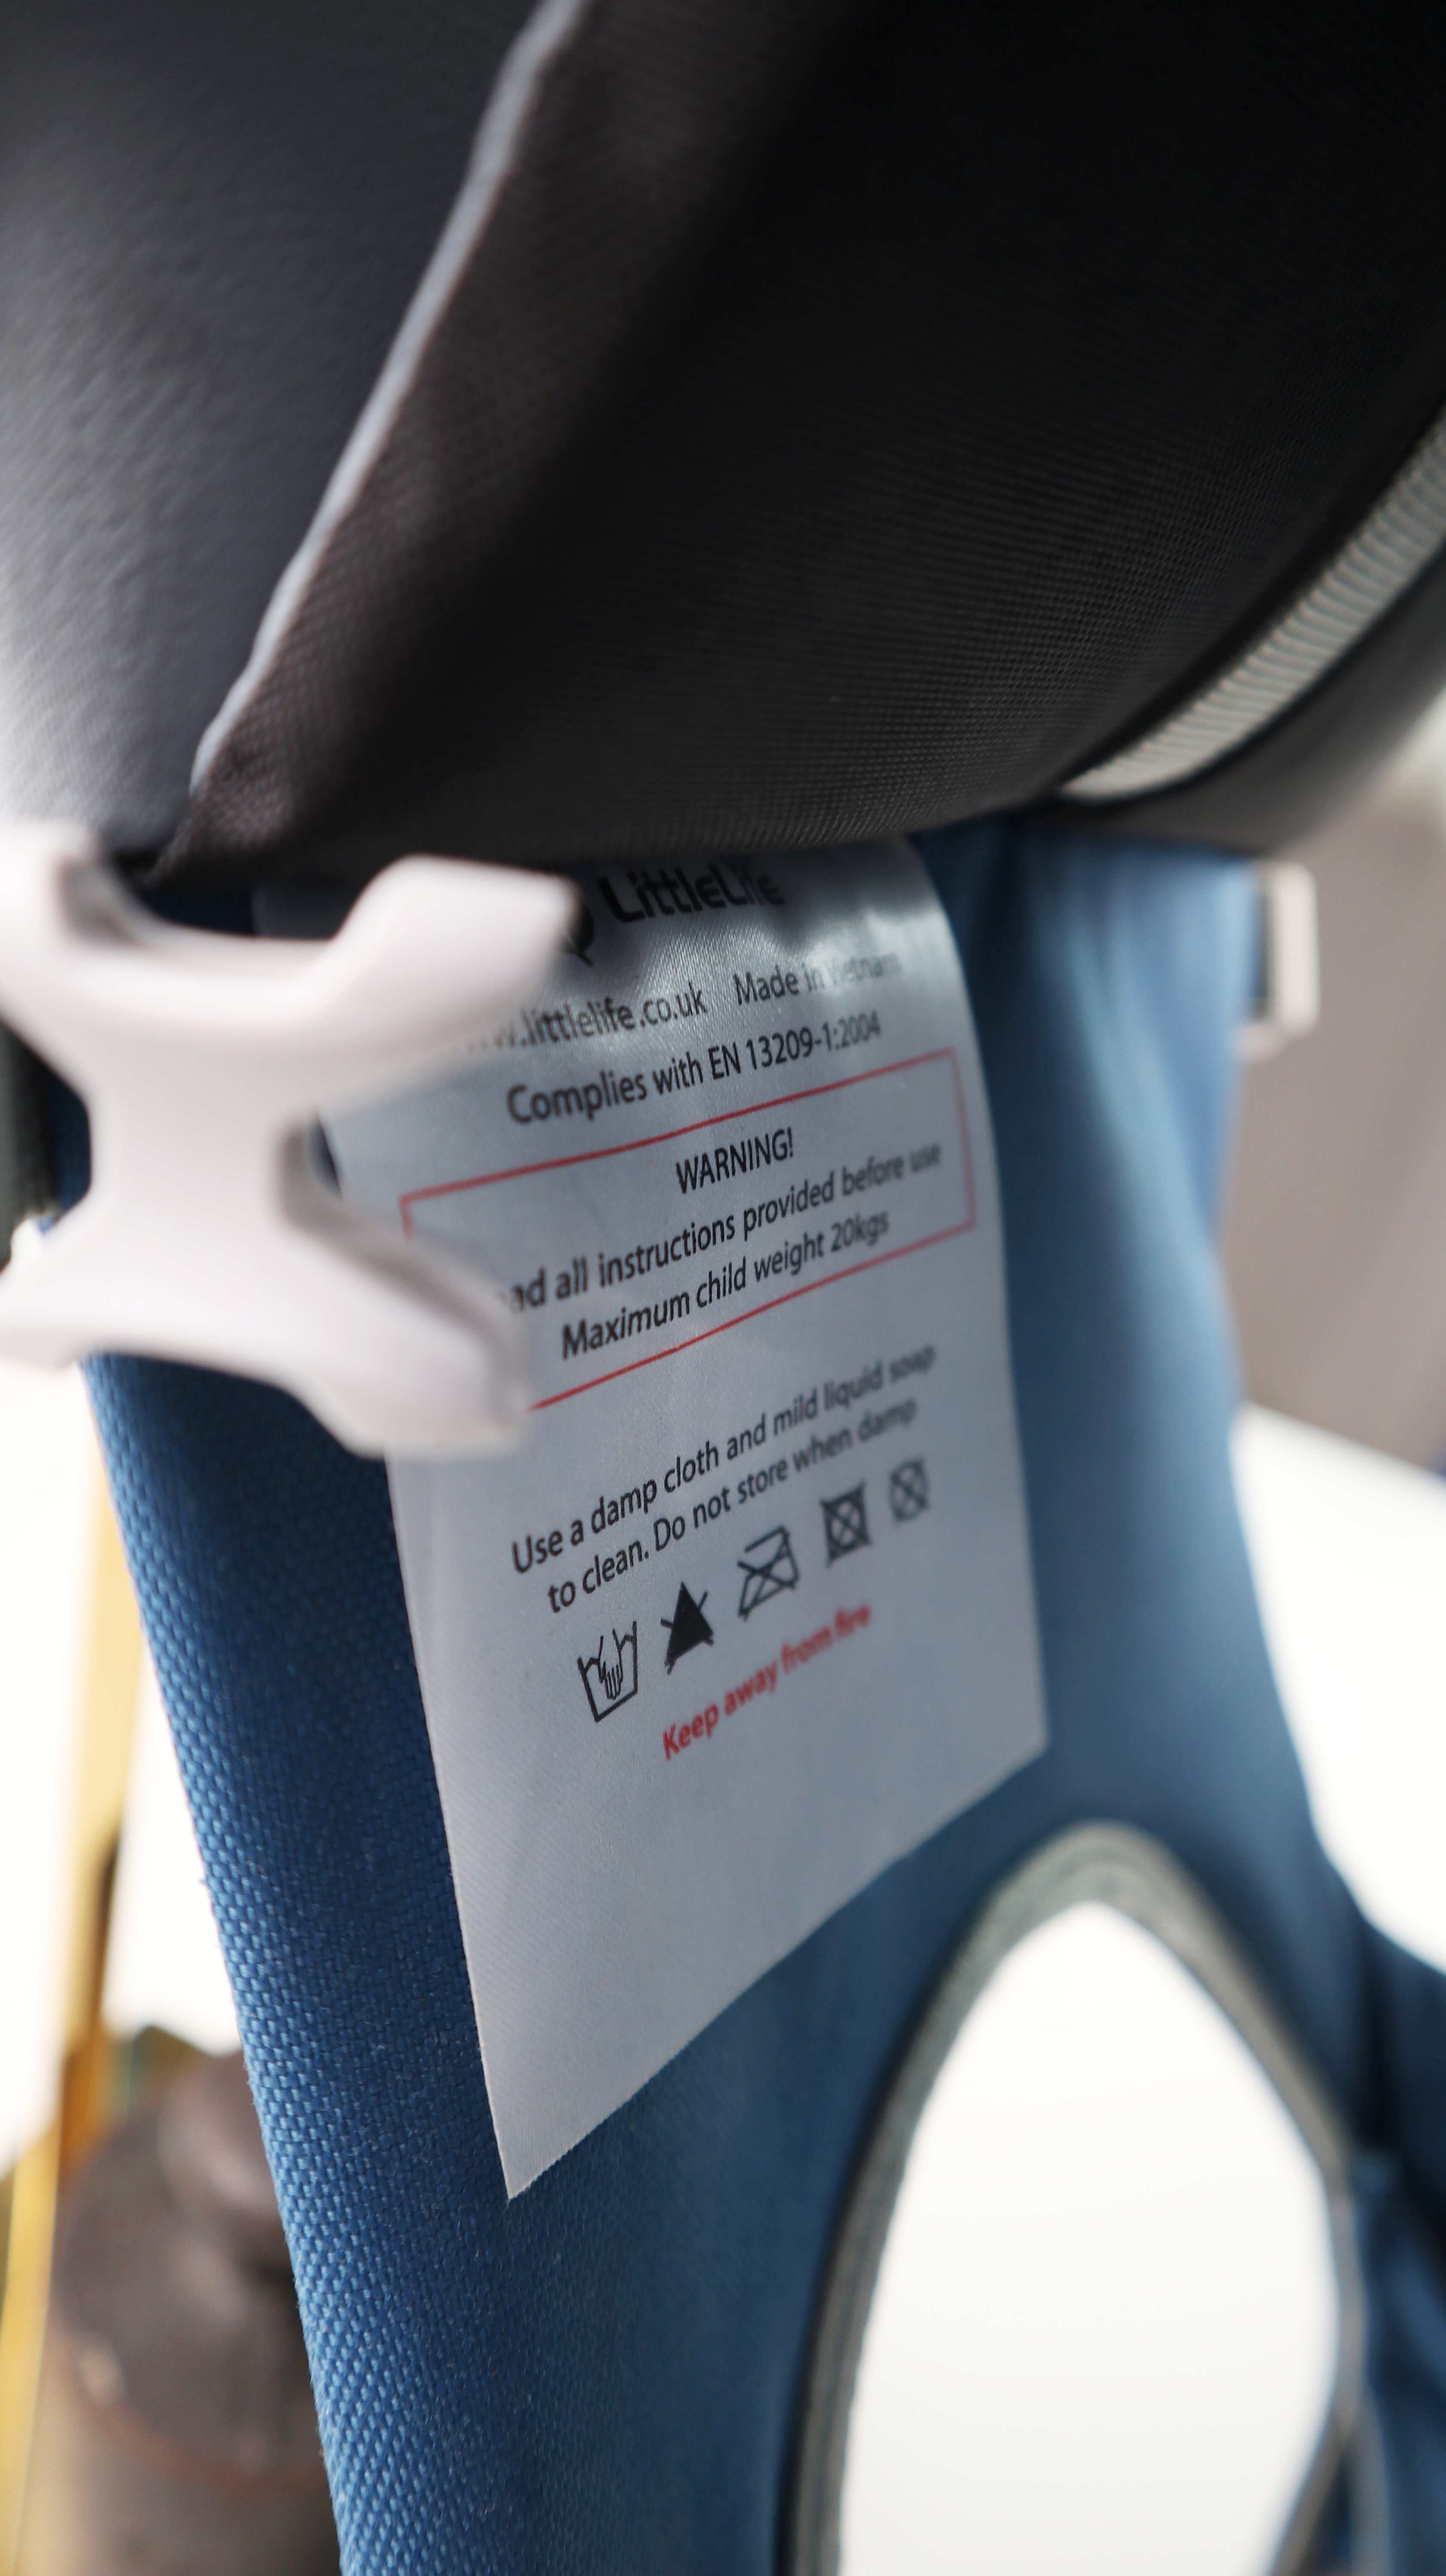 LittleLife
.littlelife.co.uk Made in Vietnam
Complies with EN 13209-1:2004
WARNING!
ad all instructions provided before use
Maximum child weight 20kgs
Use a damp cloth and mild liquid soap
to clean. Do not store when damp
Keep away from fire